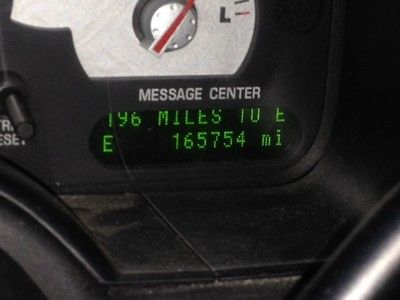 L
MESSAGE CENTER
196 MILES TO E
E 165754 mi